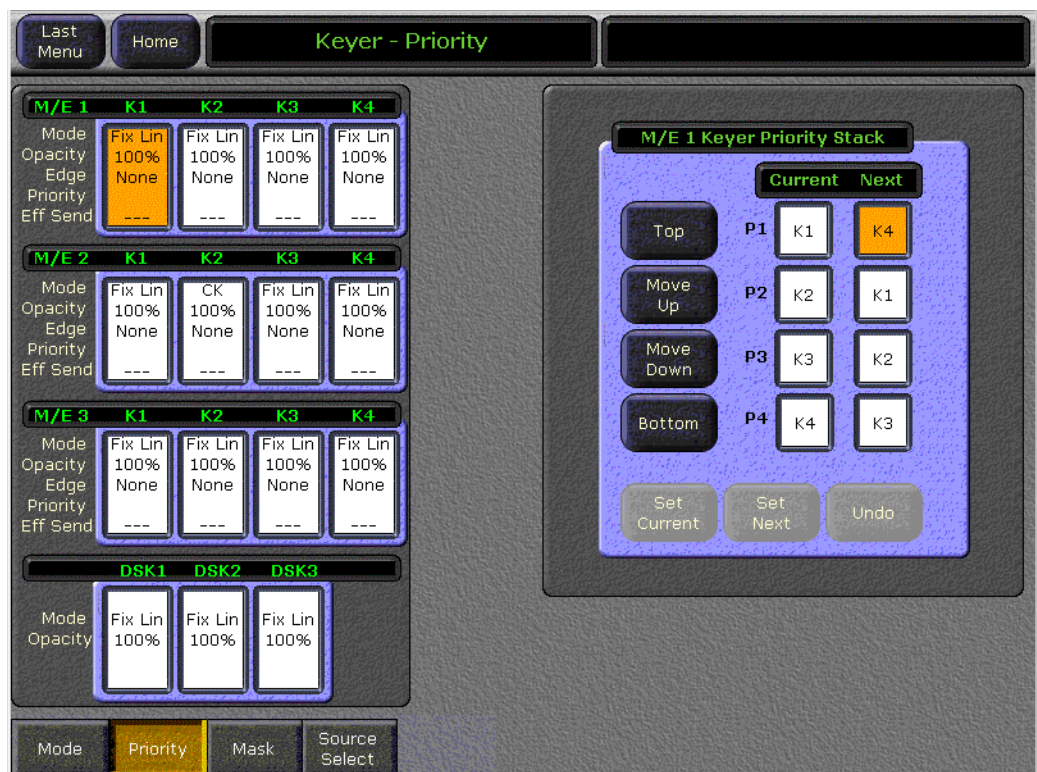 Last Menu
Home
Keyer - Priority
M/E 1 K1 K2 K3 K4
Mode Fix Lin Fix Lin Fix Lin Fix Lin
Opacity 100% 100% 100% 100%
Edge None None None None
Priority
Eff Send --- --- --- ---
M/E 2 K1 K2 K3 K4
Mode Fix Lin CK Fix Lin Fix Lin
Opacity 100% 100% 100% 100%
Edge None None None None
Priority
Eff Send --- --- --- ---
M/E 3 K1 K2 K3 K4
Mode Fix Lin Fix Lin Fix Lin Fix Lin
Opacity 100% 100% 100% 100%
Edge None None None None
Priority
Eff Send --- --- --- ---
DSK1 DSK2 DSK3
Mode Fix Lin Fix Lin Fix Lin
Opacity 100% 100% 100%
M/E 1 Keyer Priority Stack
Current Next
Top P1 K1 K4
Move Up P2 K2 K1
Move Down P3 K3 K2
Bottom P4 K4 K3
Set Current
Set Next
Undo
Mode
Priority
Mask
Source Select